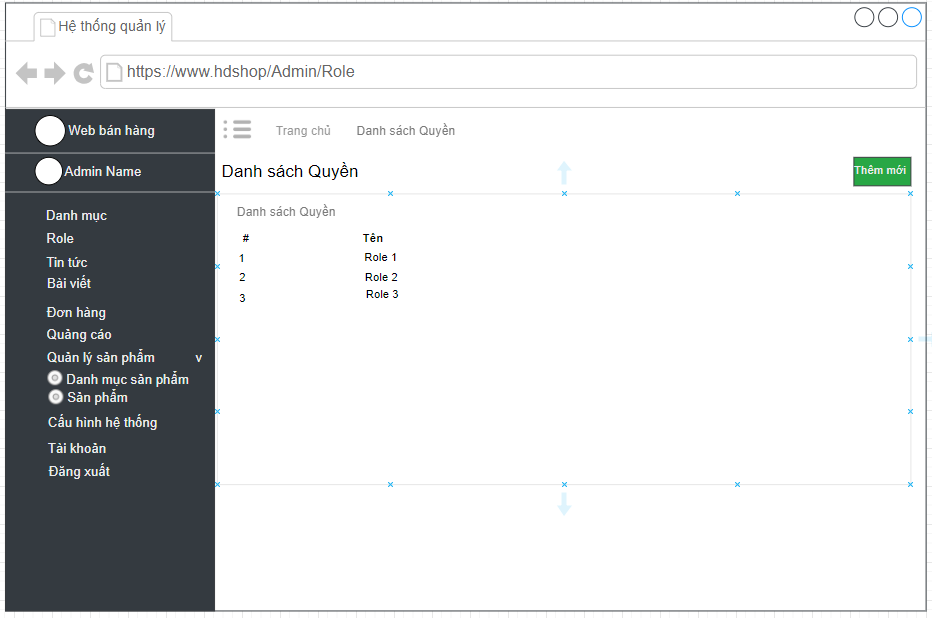 Hệ thống quản lý
https://www.hdshop/Admin/Role
Web bán hàng
Admin Name
Danh mục
Role
Tin tức
Bài viết
Đơn hàng
Quảng cáo
Quản lý sản phẩm v
Danh mục sản phẩm
Sản phẩm
Cấu hình hệ thống
Tài khoản
Đăng xuất
Trang chủ Danh sách Quyền
Danh sách Quyền Thêm mới
Danh sách Quyền
# Tên
1 Role 1
2 Role 2
3 Role 3